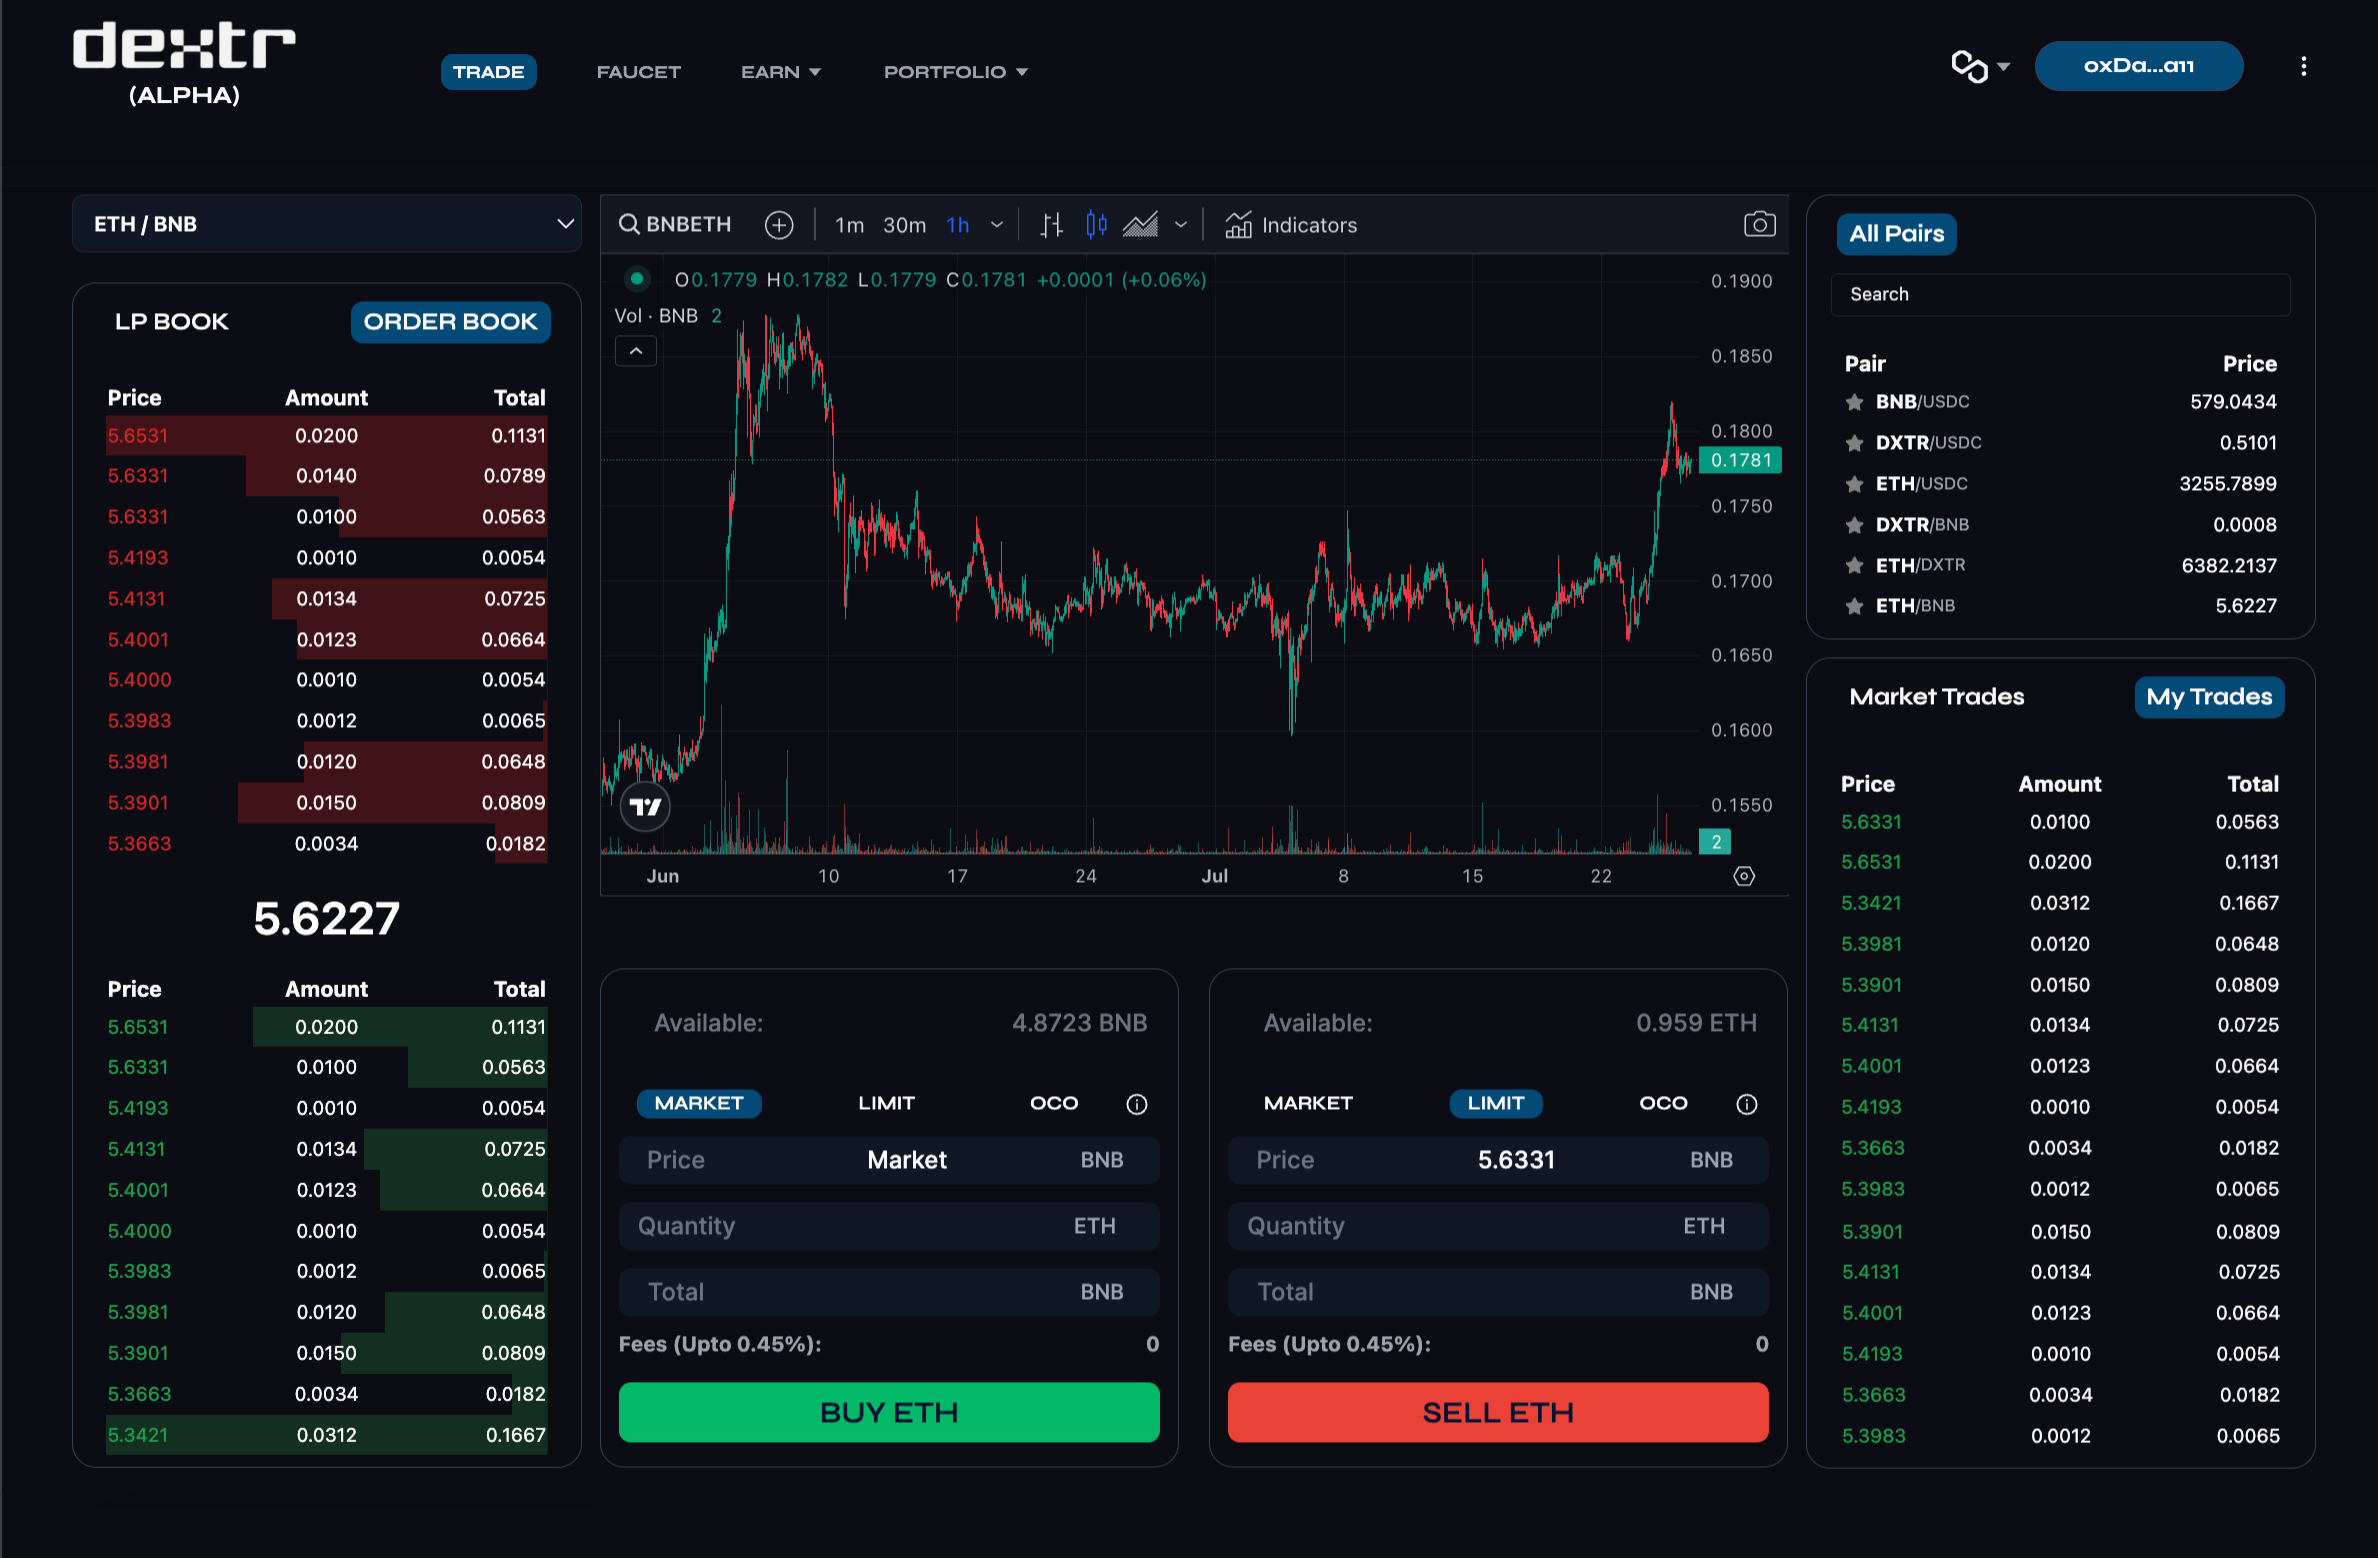 dextr
(ALPHA)
TRADE
FAUCET
EARN
PORTFOLIO
oxDa...a11
ETH / BNB
LP BOOK
ORDER BOOK
Price Amount Total
5.6531 0.0200 0.1131
5.6331 0.0140 0.0789
5.6331 0.0100 0.0563
5.4193 0.0010 0.0054
5.4131 0.0134 0.0725
5.4001 0.0123 0.0664
5.4000 0.0010 0.0054
5.3983 0.0012 0.0065
5.3981 0.0120 0.0648
5.3901 0.0150 0.0809
5.3663 0.0034 0.0182
5.6227
Price Amount Total
5.6531 0.0200 0.1131
5.6331 0.0100 0.0563
5.4193 0.0010 0.0054
5.4131 0.0134 0.0725
5.4001 0.0123 0.0664
5.4000 0.0010 0.0054
5.3983 0.0012 0.0065
5.3981 0.0120 0.0648
5.3901 0.0150 0.0809
5.3663 0.0034 0.0182
5.3421 0.0312 0.1667
BNBETH 1m 30m 1h Indicators
O0.1779 H0.1782 L0.1779 C0.1781 +0.0001 (+0.06%)
Vol · BNB 2
0.1900
0.1850
0.1800
0.1781
0.1750
0.1700
0.1650
0.1600
0.1550
2
Jun 10 17 24 Jul 8 15 22
Available: 4.8723 BNB
MARKET LIMIT OCO
Price Market BNB
Quantity ETH
Total BNB
Fees (Upto 0.45%): 0
BUY ETH
Available: 0.959 ETH
MARKET LIMIT OCO
Price 5.6331 BNB
Quantity ETH
Total BNB
Fees (Upto 0.45%): 0
SELL ETH
All Pairs
Search
Pair Price
BNB/USDC 579.0434
DXTR/USDC 0.5101
ETH/USDC 3255.7899
DXTR/BNB 0.0008
ETH/DXTR 6382.2137
ETH/BNB 5.6227
Market Trades
My Trades
Price Amount Total
5.6331 0.0100 0.0563
5.6531 0.0200 0.1131
5.3421 0.0312 0.1667
5.3981 0.0120 0.0648
5.3901 0.0150 0.0809
5.4131 0.0134 0.0725
5.4001 0.0123 0.0664
5.4193 0.0010 0.0054
5.3663 0.0034 0.0182
5.3983 0.0012 0.0065
5.3901 0.0150 0.0809
5.4131 0.0134 0.0725
5.4001 0.0123 0.0664
5.4193 0.0010 0.0054
5.3663 0.0034 0.0182
5.3983 0.0012 0.0065